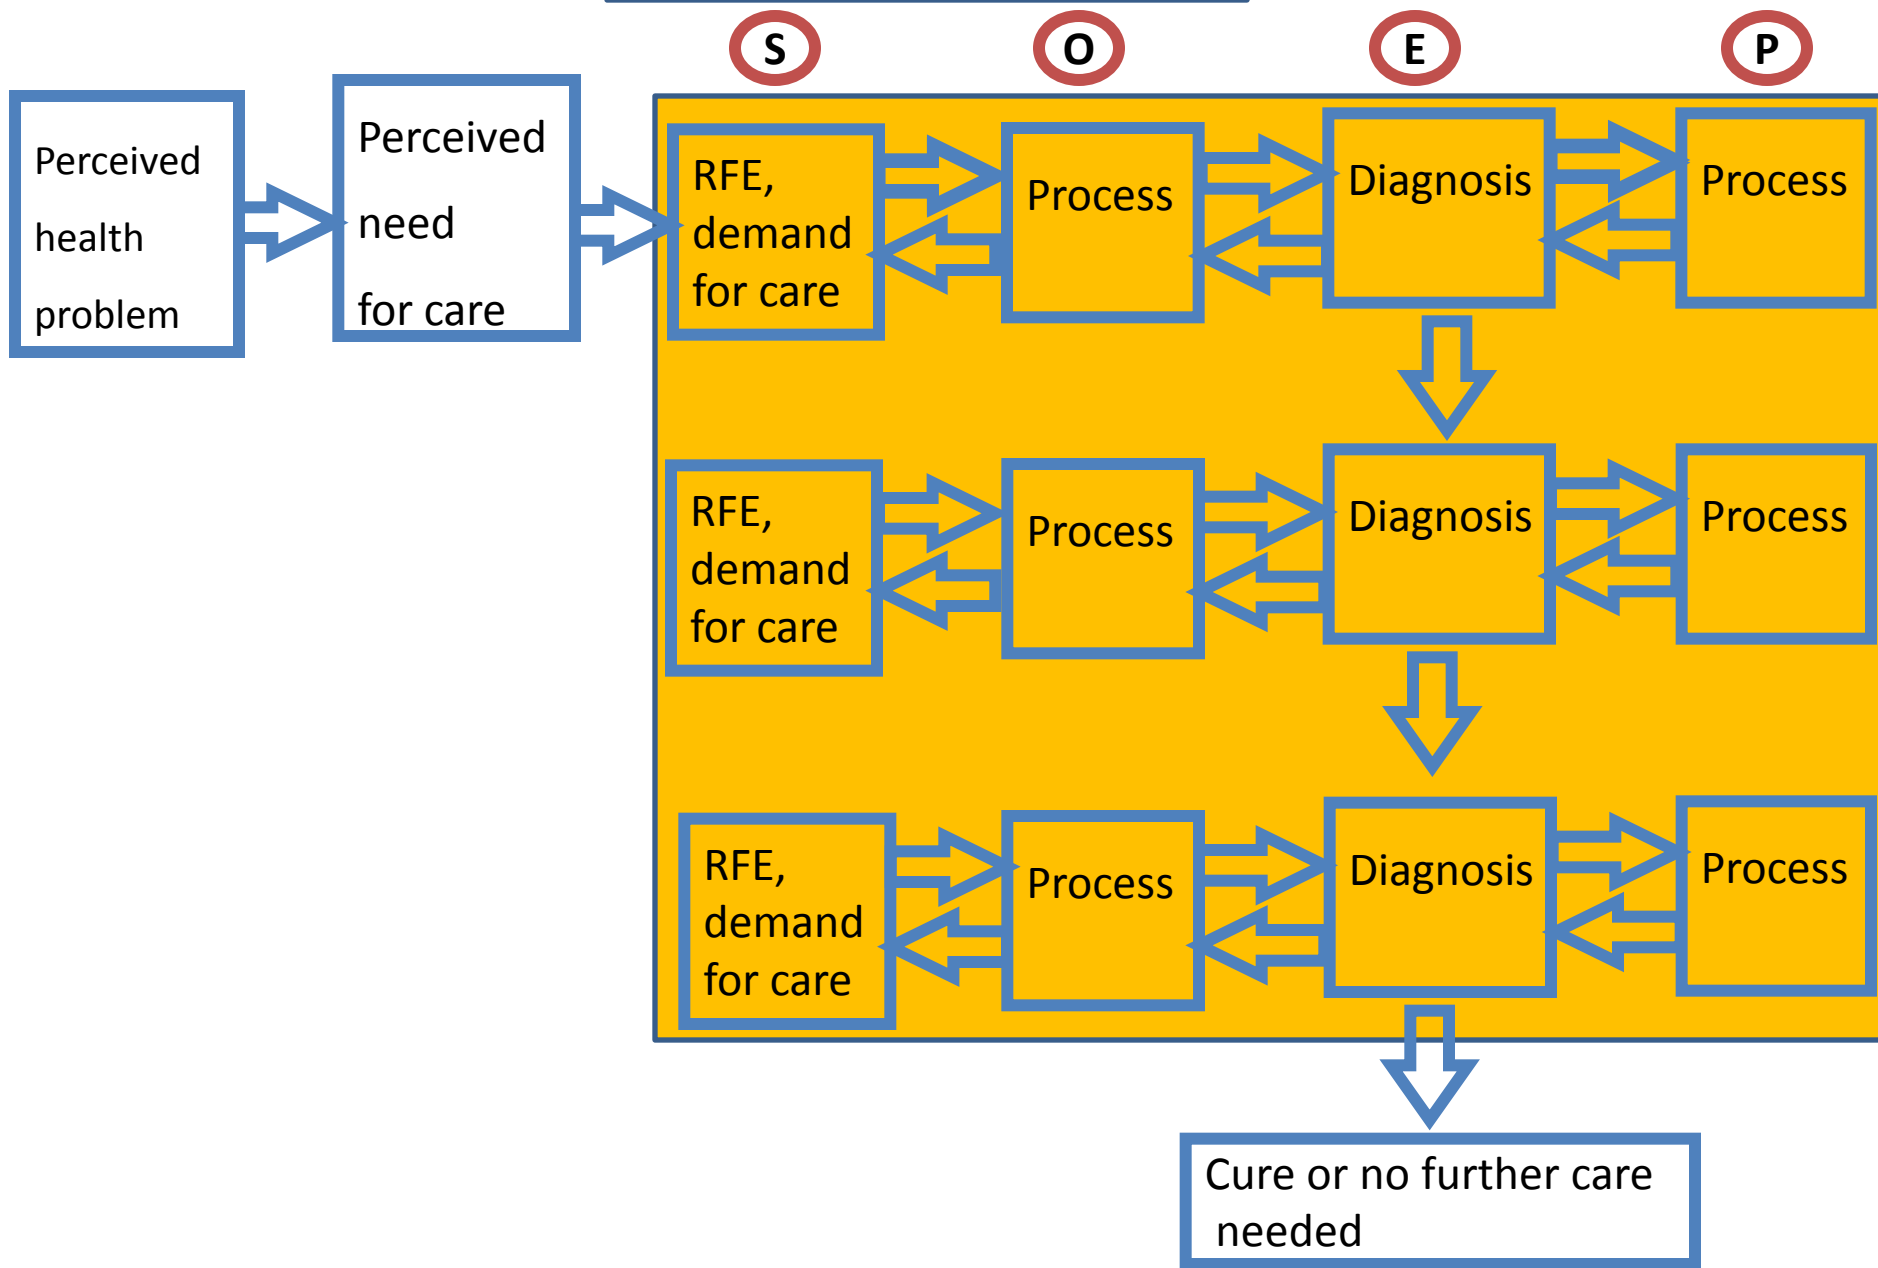 S
O
E
P
Perceived
health
problem
Perceived
need
for care
RFE,
demand
for care
Process
Diagnosis
Process
RFE,
demand
for care
Process
Diagnosis
Process
RFE,
demand
for care
Process
Diagnosis
Process
Cure or no further care
needed